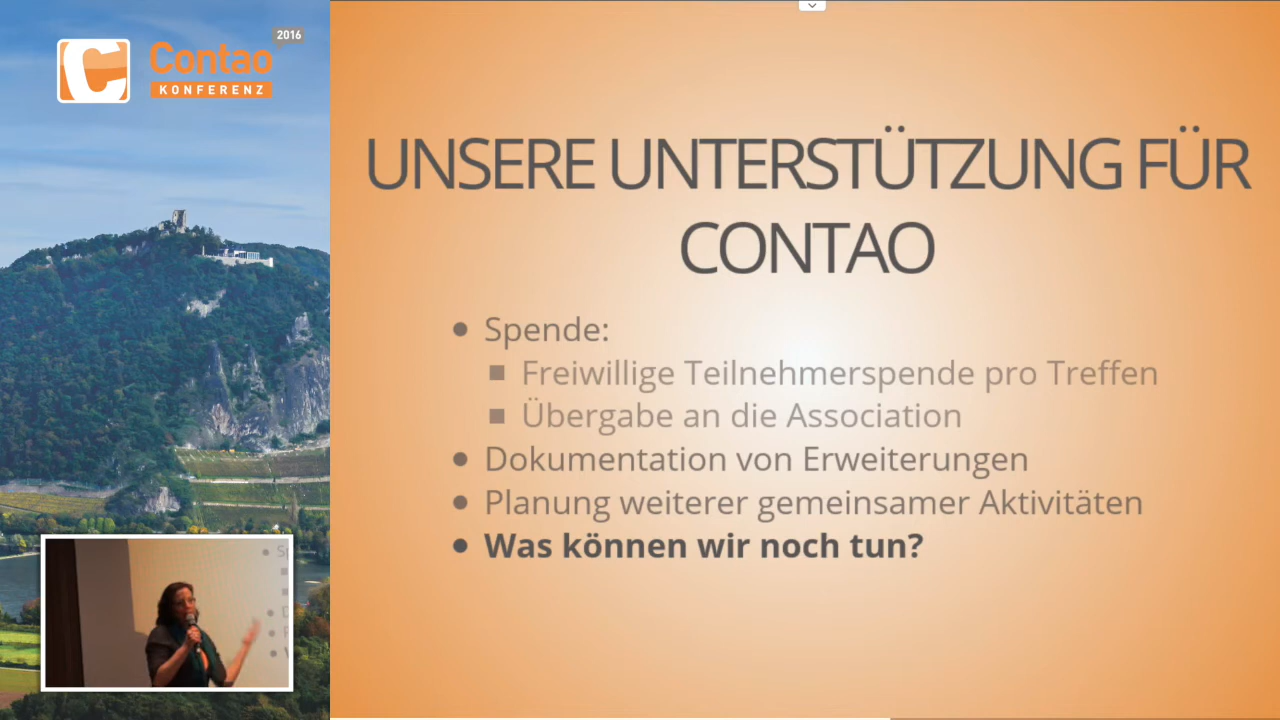 2016
Contao
KONFERENZ
UNSERE UNTERSTÜTZUNG FÜR
CONTAO
Spende:
Freiwillige Teilnehmerspende pro Treffen
Übergabe an die Association
Dokumentation von Erweiterungen
Planung weiterer gemeinsamer Aktivitäten
Was können wir noch tun?